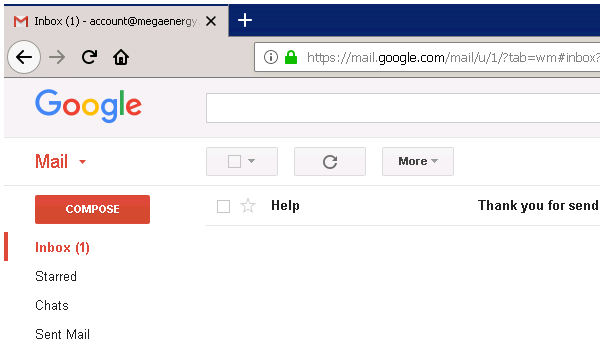 Inbox (1) - account@megaenergy
https://mail.google.com/mail/u/1/?tab=wm#inbox?
Google
Mail
More
COMPOSE
Help Thank you for send
Inbox (1)
Starred
Chats
Sent Mail